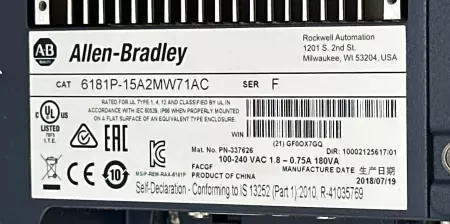 AB
QUALITY
Allen-Bradley
Rockwell Automation
1201 S. 2nd St.
Milwaukee, WI 53204, USA
CAT 6181P-15A2MW71AC SER F
UL
LISTED
I.T.E.
RATED FOR UL TYPE 1, 4, 12 AND CLASSIFIED BY UL IN
ACCORDANCE WITH IEC 60529, IP66 WHEN PROPERLY MOUNTED
ON A FLAT SURFACE OF AN EQUIVALENT TYPE ENCLOSURE.
EAC
WIN
(21) GF00X7GQ DIR: 10002125617/01
Mat. No. PN-337626 100-240 VAC 1.8 – 0.75A 180VA
FACGF MANUFACTURE DATE 生产日期
PRODUCT OF CHINA 2018/07/19
CE
10
MSIP-REM-RAA-6181P
Self-Declaration - Conforming to IS 13252 (Part 1):2010, R-41035769